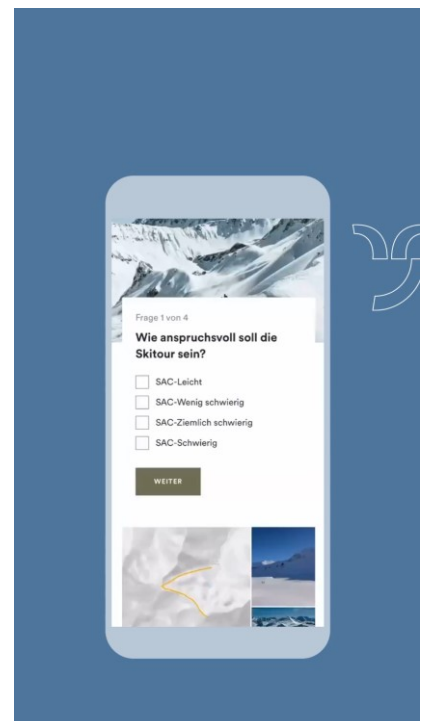 Frage 1 von 4
Wie anspruchsvoll soll die
Skitour sein?
SAC-Leicht
SAC-Wenig schwierig
SAC-Ziemlich schwierig
SAC-Schwierig
WEITER